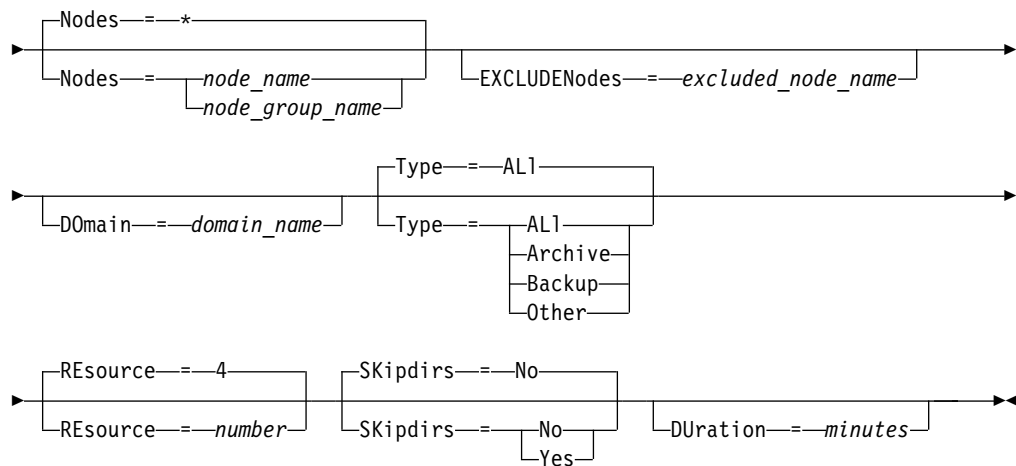 Nodes = *
Nodes = node_name
node_group_name
EXCLUDENodes = excluded_node_name
Type = ALl
DOmain = domain_name
Type = ALl
Archive
Backup
Other
REsource = 4
SKipdirs = No
REsource = number
SKipdirs = No
Yes
DUration = minutes